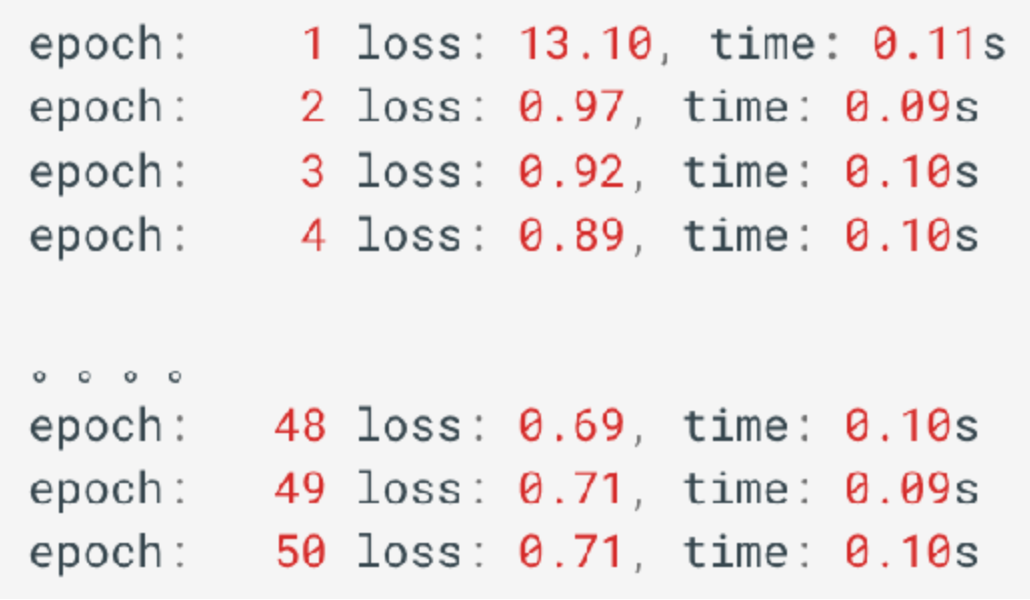 epoch:    1 loss: 13.10, time: 0.11s
epoch:    2 loss: 0.97, time: 0.09s
epoch:    3 loss: 0.92, time: 0.10s
epoch:    4 loss: 0.89, time: 0.10s
。。。。
epoch:   48 loss: 0.69, time: 0.10s
epoch:   49 loss: 0.71, time: 0.09s
epoch:   50 loss: 0.71, time: 0.10s